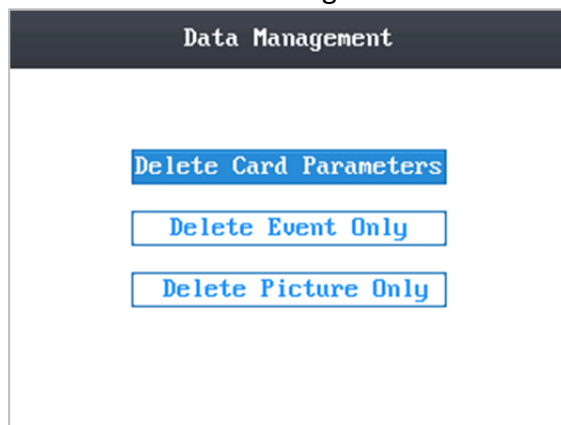 Data Management
Delete Card Parameters
Delete Event Only
Delete Picture Only